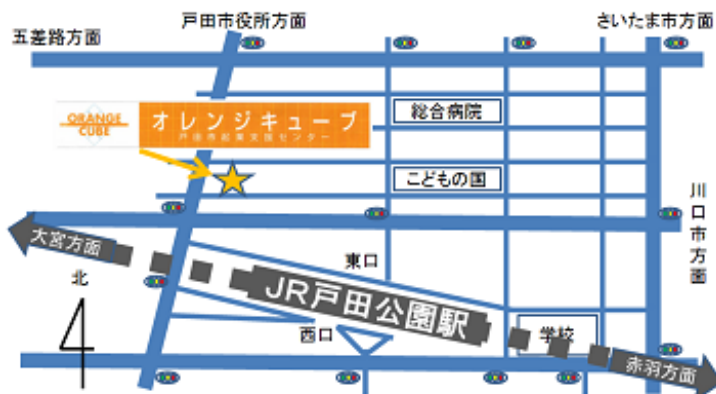 戸田市役所方面
さいたま市方面
五差路方面
ORANGE
CUBE
オレンジキューブ
戸田市起業支援センター
総合病院
こどもの国
川口市方面
大宮方面
北
東口
JR戸田公園駅
西口
学校
赤羽方面